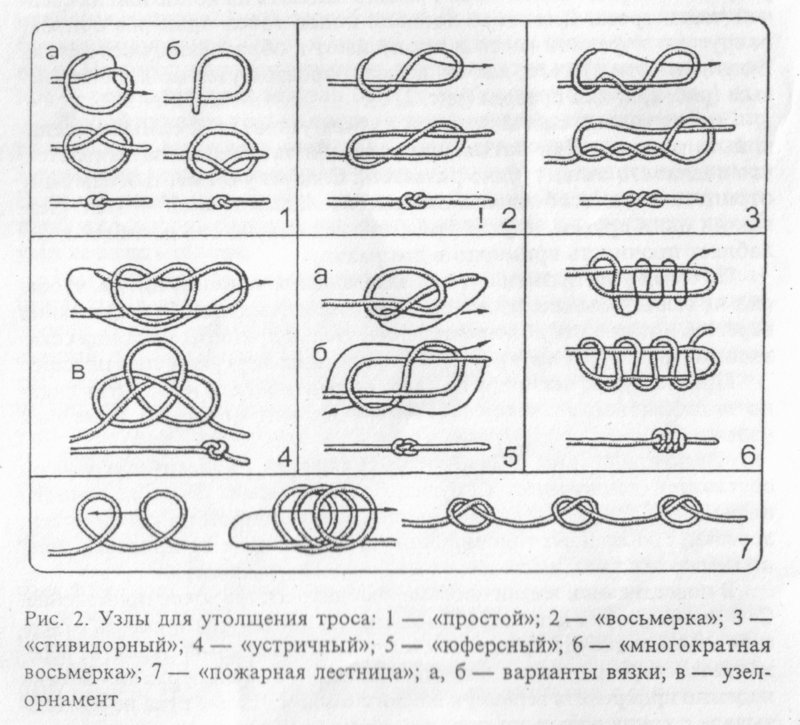 а
б
1
! 2
3
в
4
а
б
5
6
7
Рис. 2. Узлы для утолщения троса: 1 — «простой»; 2 — «восьмерка»; 3 —
«стивидорный»; 4 — «устричный»; 5 — «юферсный»; 6 — «многократная
восьмерка»; 7 — «пожарная лестница»; а, б — варианты вязки; в — узел-
орнамент